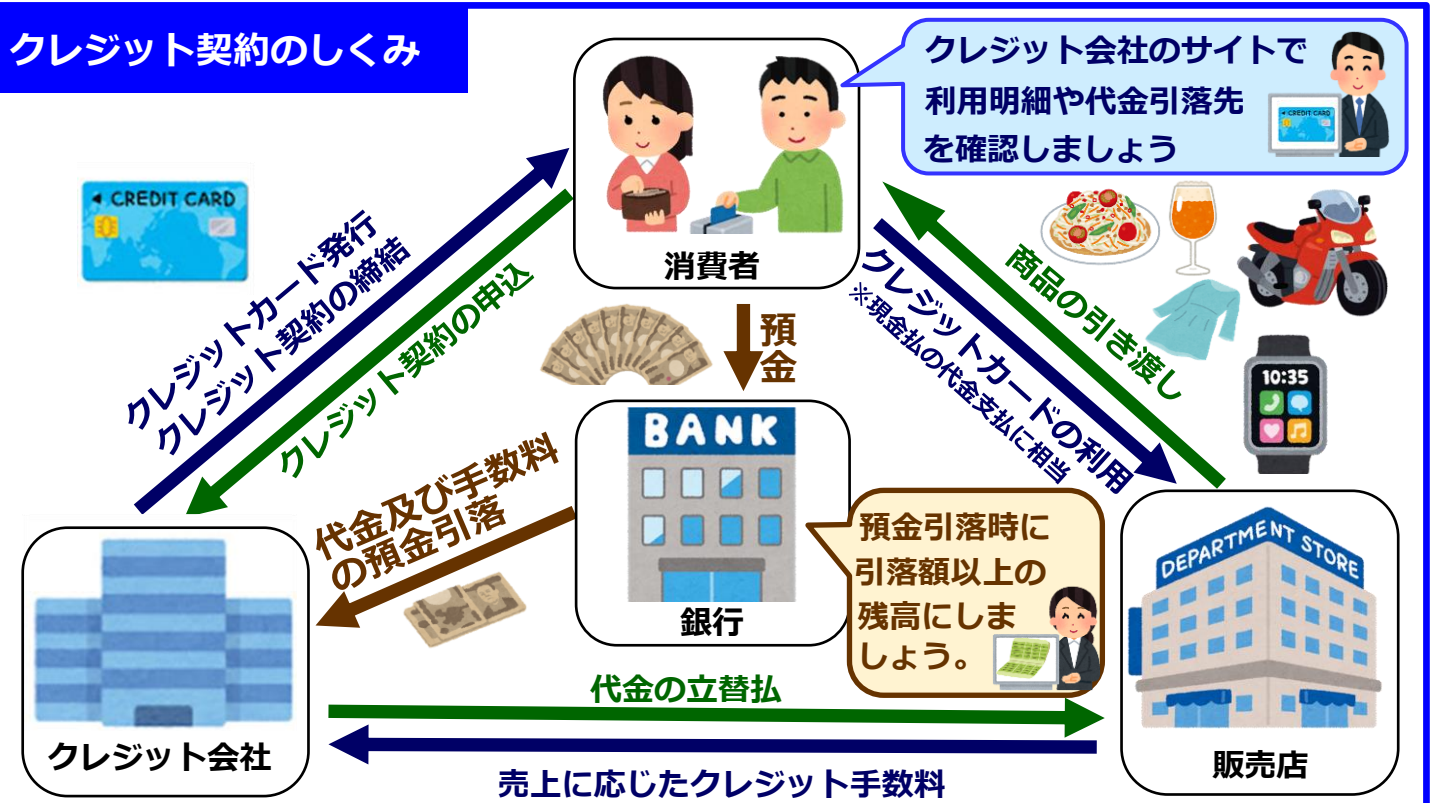 クレジット契約のしくみ
クレジット会社のサイトで
利用明細や代金引落先
を確認しましょう
CREDIT CARD
CREDIT CARD
消費者
クレジットカード発行
クレジット契約の締結
クレジット契約の申込
預金
クレジットカードの利用
※現金払の代金支払に相当
商品の引き渡し
10:35
BANK
銀行
代金及び手数料
の預金引落
預金引落時に
引落額以上の
残高にしま
しょう。
DEPARTMENT STORE
販売店
クレジット会社
代金の立替払
売上に応じたクレジット手数料